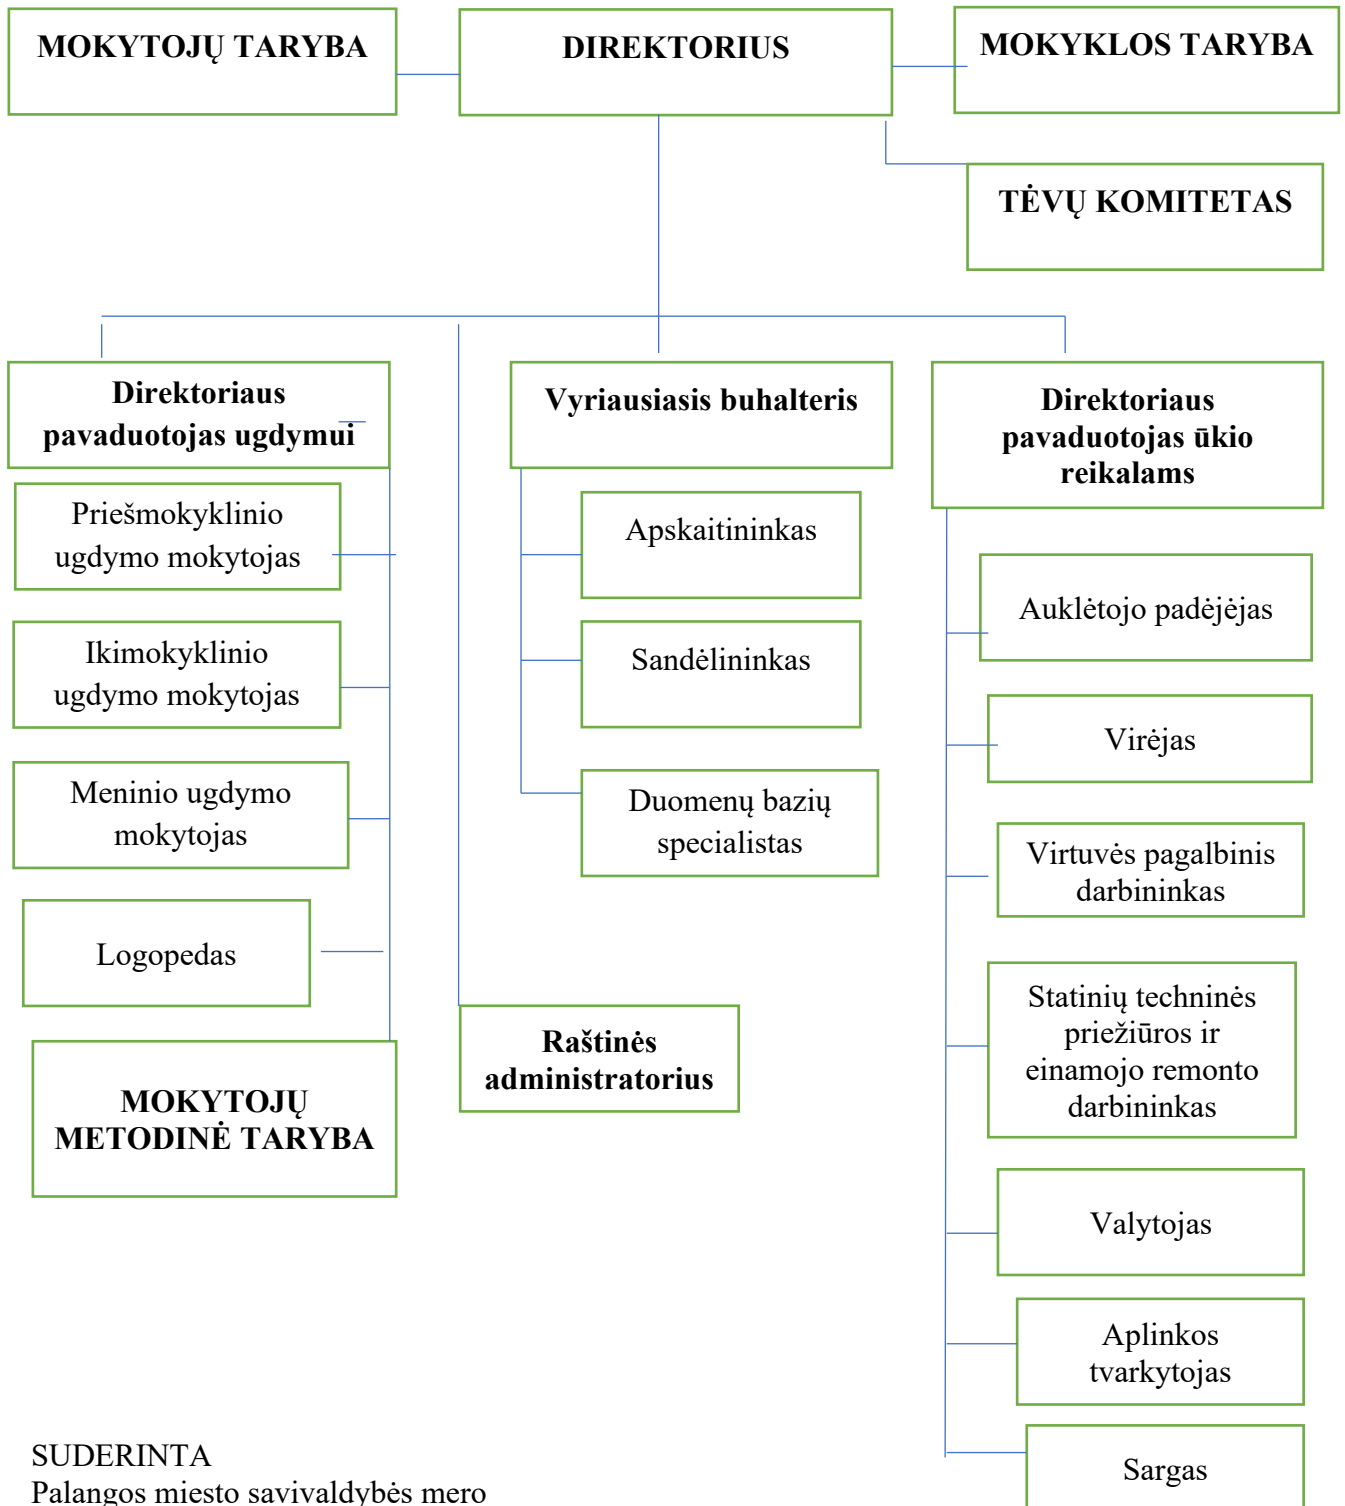 MOKYTOJŲ TARYBA
DIREKTORIUS
MOKYKLOS TARYBA
TĖVŲ KOMITETAS
Direktoriaus
pavaduotojas ugdymui
Priešmokyklinio
ugdymo mokytojas
Ikimokyklinio
ugdymo mokytojas
Meninio ugdymo
mokytojas
Logopedas
MOKYTOJŲ
METODINĖ TARYBA
Raštinės
administratorius
Vyriausiasis buhalteris
Apskaitininkas
Sandėlininkas
Duomenų bazių
specialistas
Direktoriaus
pavaduotojas ūkio
reikalams
Auklėtojo padėjėjas
Virėjas
Virtuvės pagalbinis
darbininkas
Statinių techninės
priežiūros ir
einamojo remonto
darbininkas
Valytojas
Aplinkos
tvarkytojas
Sargas
SUDERINTA
Palangos miesto savivaldybės mero